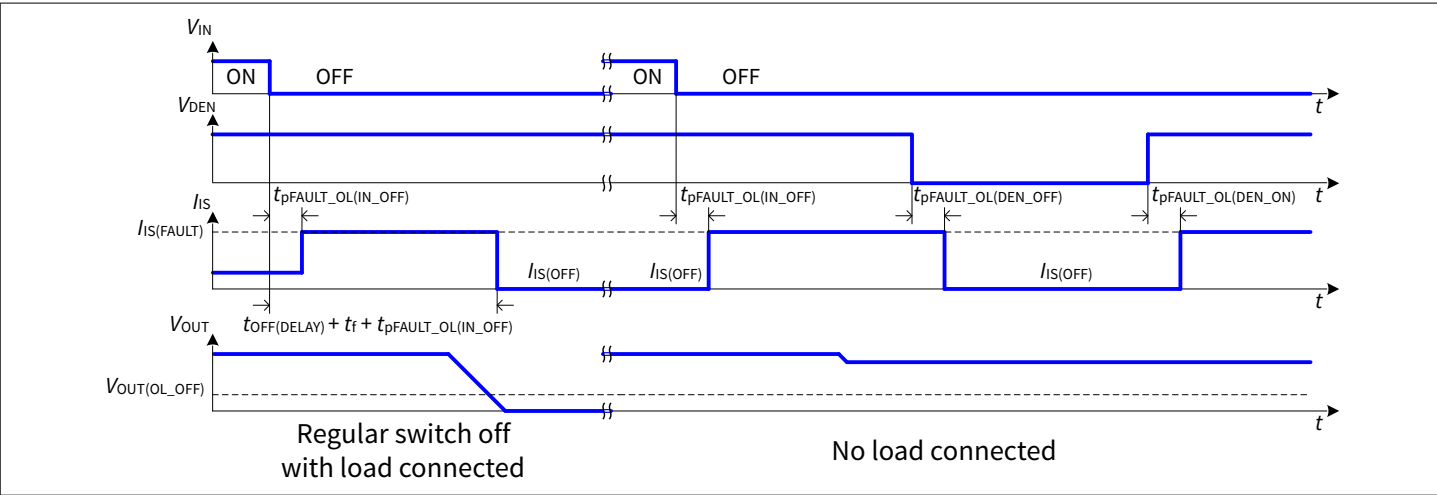 VIN
ON OFF ON OFF
t
VDEN
t
tpFAULT_OL(IN_OFF) tpFAULT_OL(IN_OFF) tpFAULT_OL(DEN_OFF) tpFAULT_OL(DEN_ON)
IIS
IIS(FAULT)
IIS(OFF) IIS(OFF) IIS(OFF)
t
tOFF(DELAY) + tf + tpFAULT_OL(IN_OFF)
VOUT
VOUT(OL_OFF)
t
Regular switch off
with load connected
No load connected